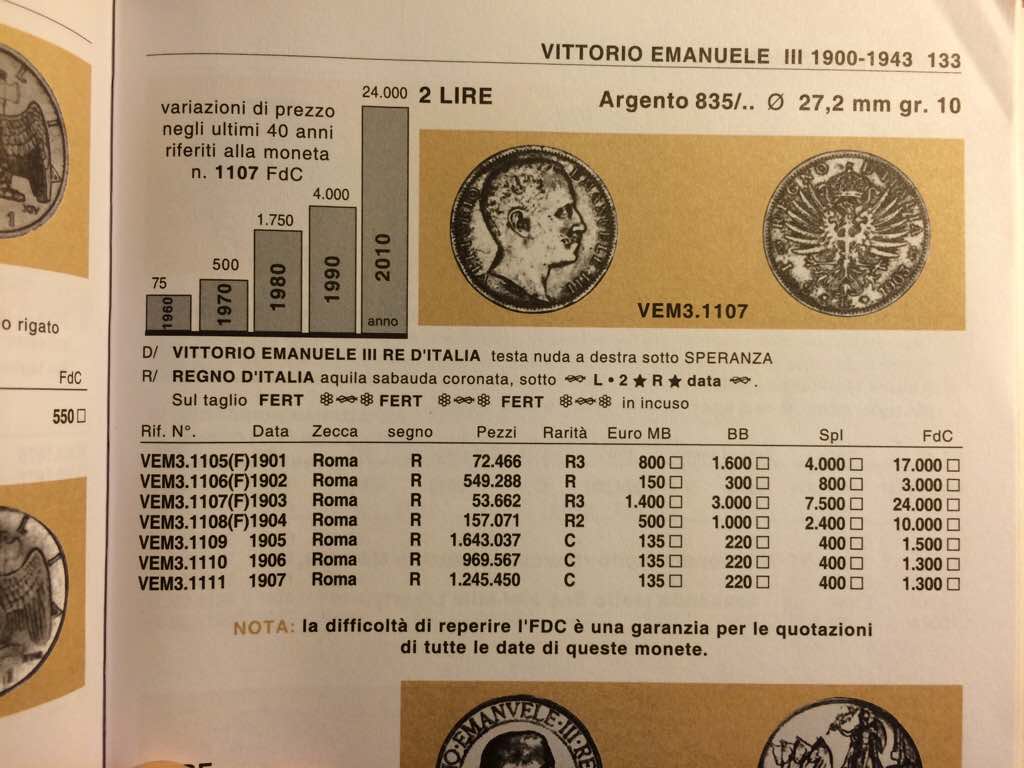 VITTORIO EMANUELE III 1900-1943 133
2 LIRE
Argento 835/.. Ø 27,2 mm gr. 10
variazioni di prezzo
negli ultimi 40 anni
riferiti alla moneta
n. 1107 FdC
75
500
1.750
4.000
24.000
1960
1970
1980
1990
2010
anno
VEM3.1107
D/ VITTORIO EMANUELE III RE D'ITALIA testa nuda a destra sotto SPERANZA
R/ REGNO D'ITALIA aquila sabauda coronata, sotto L • 2 ★ R ★ data .
Sul taglio FERT FERT FERT in incuso
Rif. N°. Data Zecca segno Pezzi Rarità Euro MB BB Spl FdC
VEM3.1105(F)1901 Roma R 72.466 R3 800 □ 1.600 □ 4.000 □ 17.000 □
VEM3.1106(F)1902 Roma R 549.288 R 150 □ 300 □ 800 □ 3.000 □
VEM3.1107(F)1903 Roma R 53.662 R3 1.400 □ 3.000 □ 7.500 □ 24.000 □
VEM3.1108(F)1904 Roma R 157.071 R2 500 □ 1.000 □ 2.400 □ 10.000 □
VEM3.1109 1905 Roma R 1.643.037 C 135 □ 220 □ 400 □ 1.500 □
VEM3.1110 1906 Roma R 969.567 C 135 □ 220 □ 400 □ 1.300 □
VEM3.1111 1907 Roma R 1.245.450 C 135 □ 220 □ 400 □ 1.300 □
NOTA: la difficoltà di reperire l'FDC è una garanzia per le quotazioni
di tutte le date di queste monete.
O•EMANVELE•III•RE
rigato
FdC
550 □